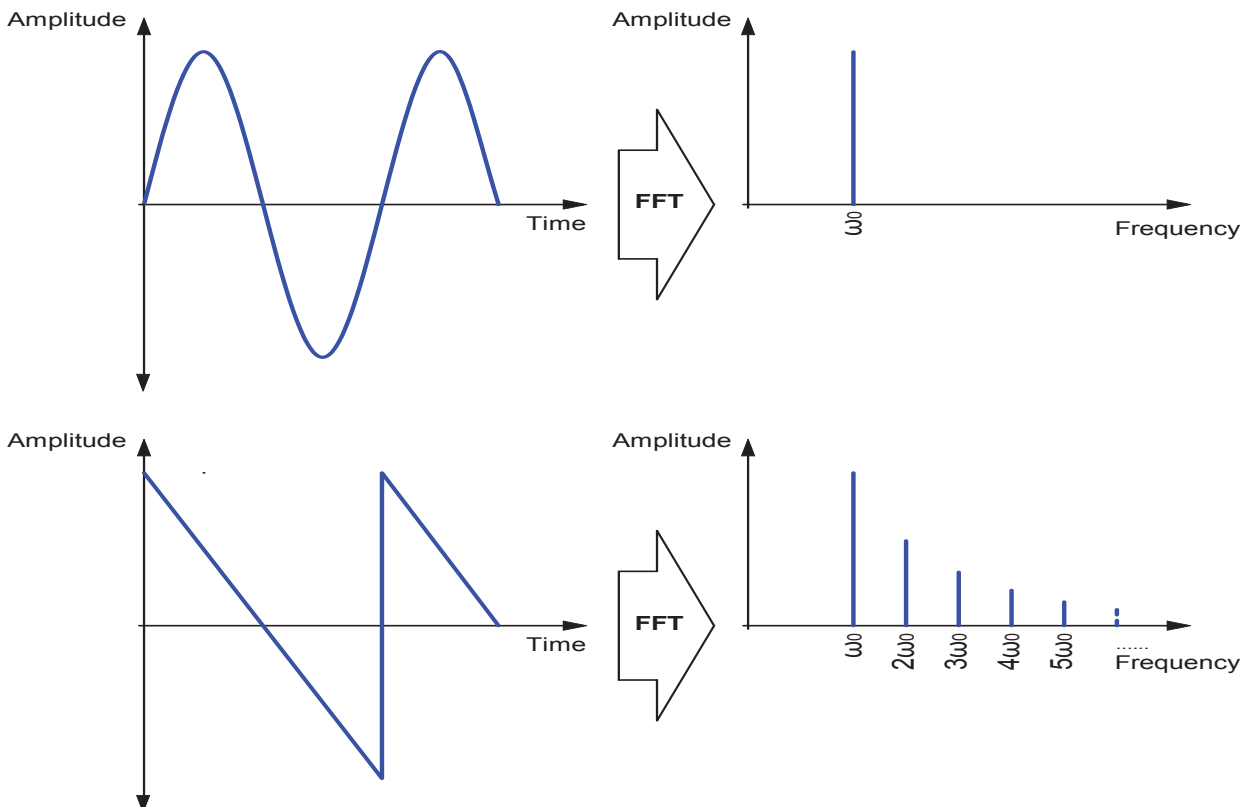 Amplitude
Amplitude
FFT
Time
Frequency
ω₀
Amplitude
Amplitude
FFT
Time
ω₀
2ω₀
3ω₀
4ω₀
5ω₀
......
Frequency